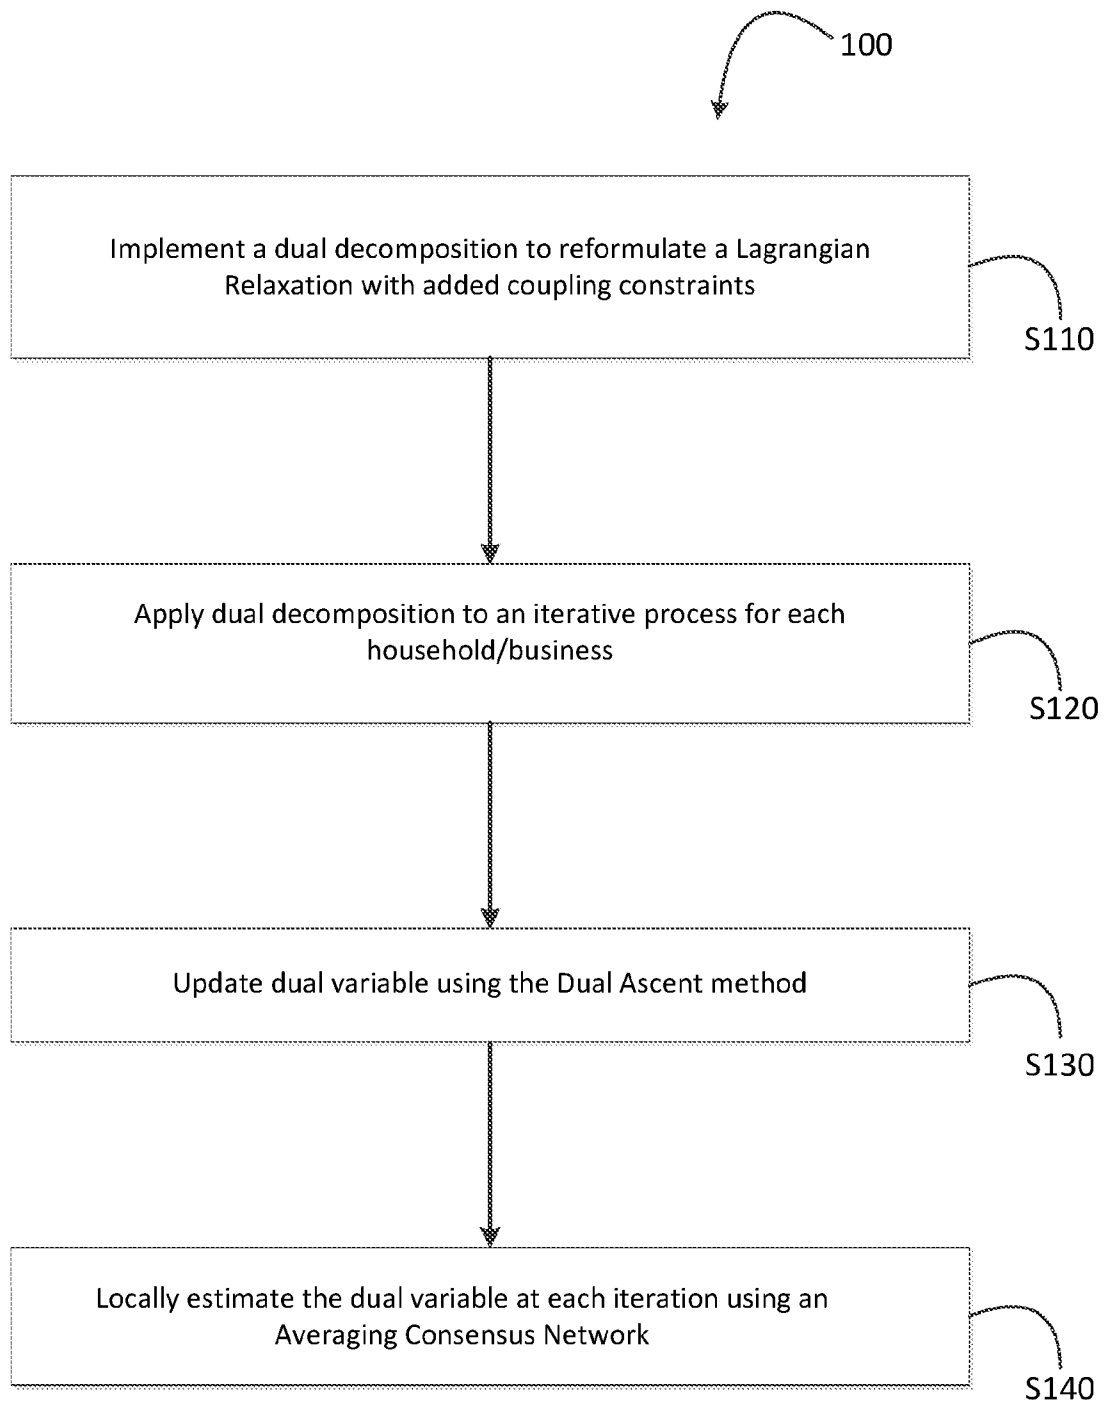 100
Implement a dual decomposition to reformulate a Lagrangian
Relaxation with added coupling constraints
S110
Apply dual decomposition to an iterative process for each
household/business
S120
Update dual variable using the Dual Ascent method
S130
Locally estimate the dual variable at each iteration using an
Averaging Consensus Network
S140